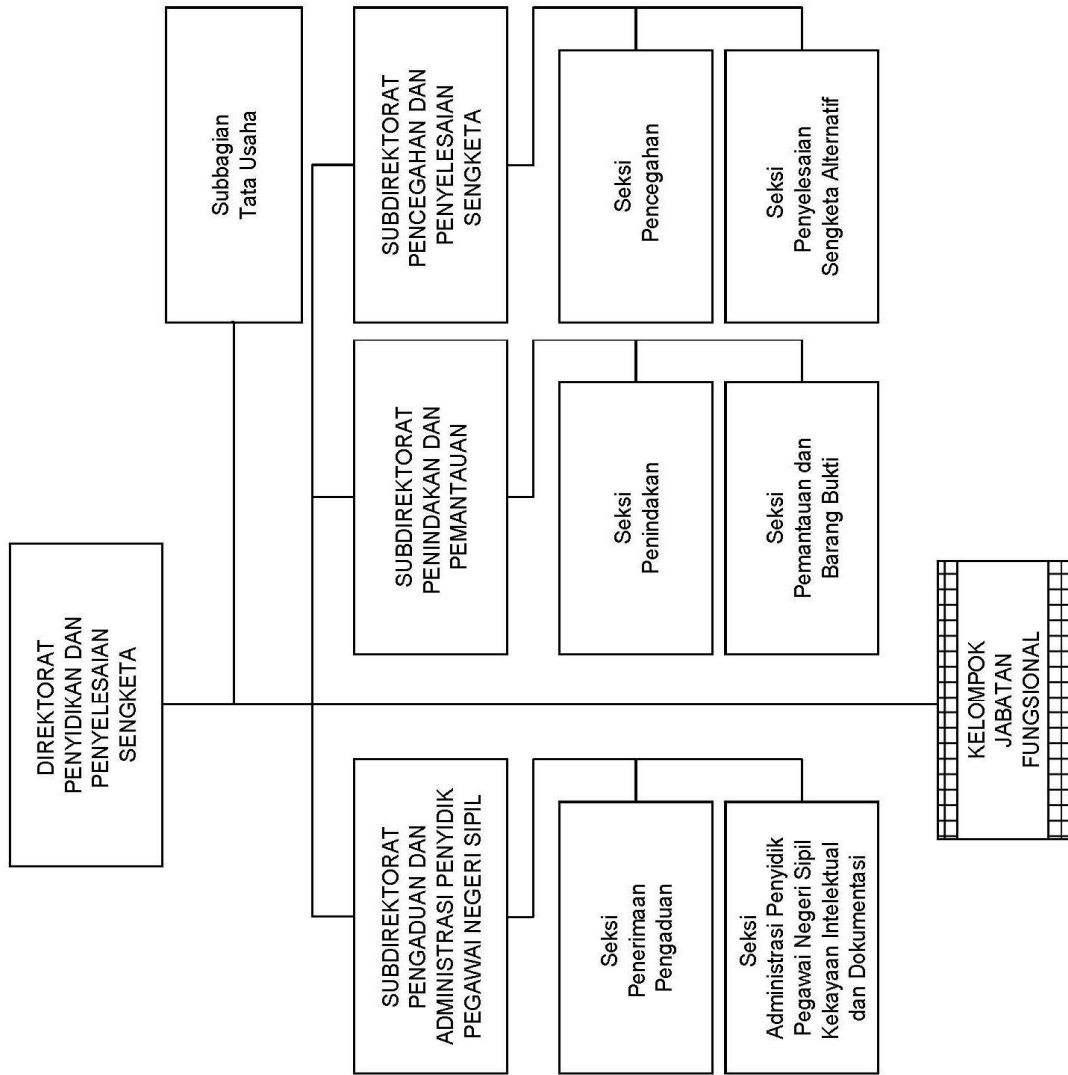 DIREKTORAT
PENYIDIKAN DAN
PENYELESAIAN
SENGKETA
Subbagian
Tata Usaha
SUBDIREKTORAT
PENGADUAN DAN
ADMINISTRASI PENYIDIK
PEGAWAI NEGERI SIPIL
SUBDIREKTORAT
PENINDAKAN DAN
PEMANTAUAN
SUBDIREKTORAT
PENCEGAHAN DAN
PENYELESAIAN
SENGKETA
Seksi
Penerimaan
Pengaduan
Seksi
Penindakan
Seksi
Pencegahan
Seksi
Administrasi Penyidik
Pegawai Negeri Sipil
Kekayaan Intelektual
dan Dokumentasi
Seksi
Pemantauan dan
Barang Bukti
Seksi
Penyelesaian
Sengketa Alternatif
KELOMPOK
JABATAN
FUNGSIONAL